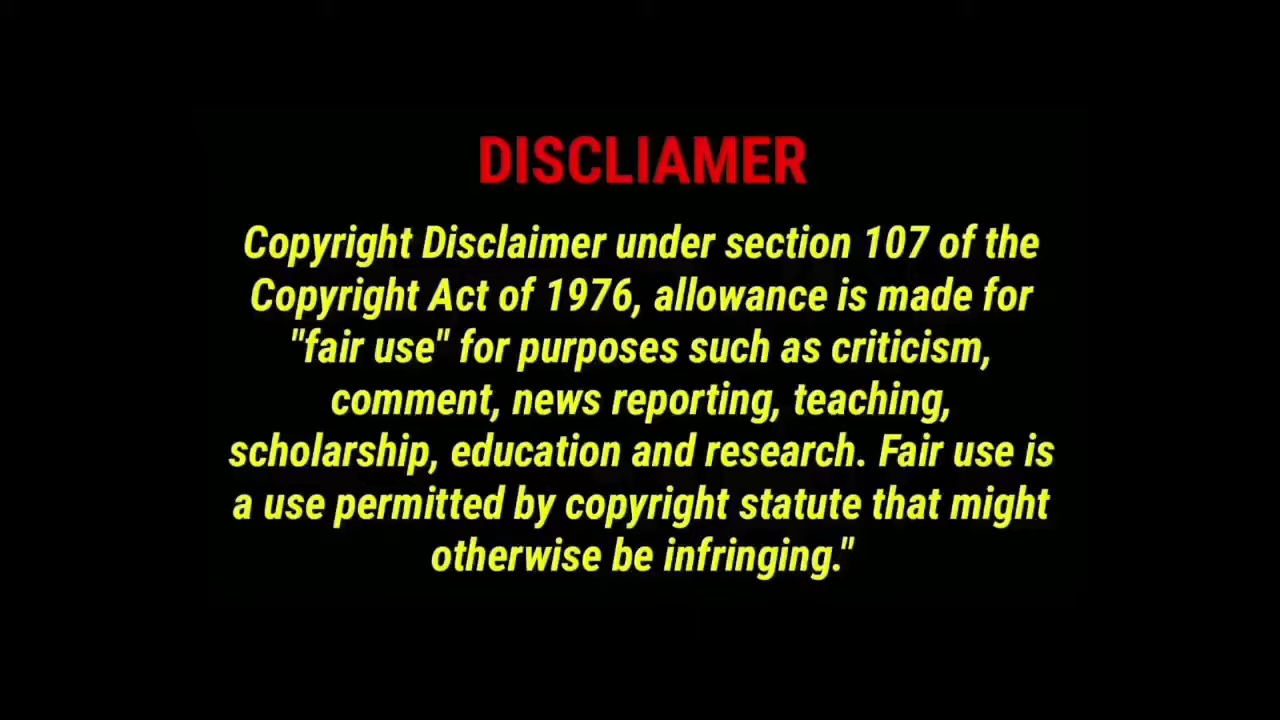 DISCLIAMER
Copyright Disclaimer under section 107 of the
Copyright Act of 1976, allowance is made for
"fair use" for purposes such as criticism,
comment, news reporting, teaching,
scholarship, education and research. Fair use is
a use permitted by copyright statute that might
otherwise be infringing."